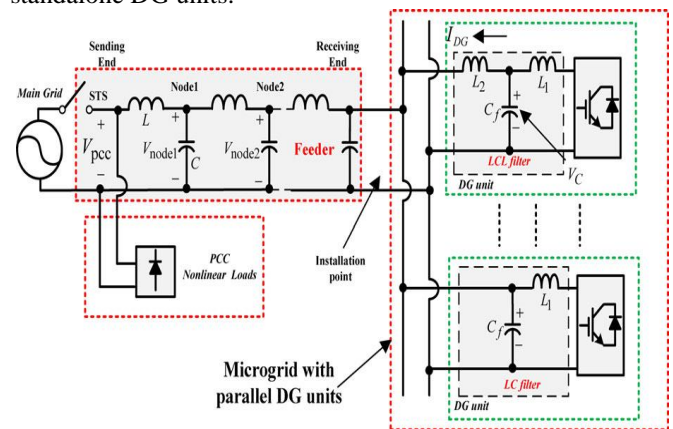 standalone DG units.
Sending
End
Receiving
End
Main Grid
STS
Node1
Node2
L
V_pcc
V_node1
C
V_node2
Feeder
PCC
Nonlinear Loads
Installation
point
Microgrid with
parallel DG units
I_DG
L_2
L_1
C_f
LCL filter
V_C
DG unit
L_1
C_f
LC filter
DG unit